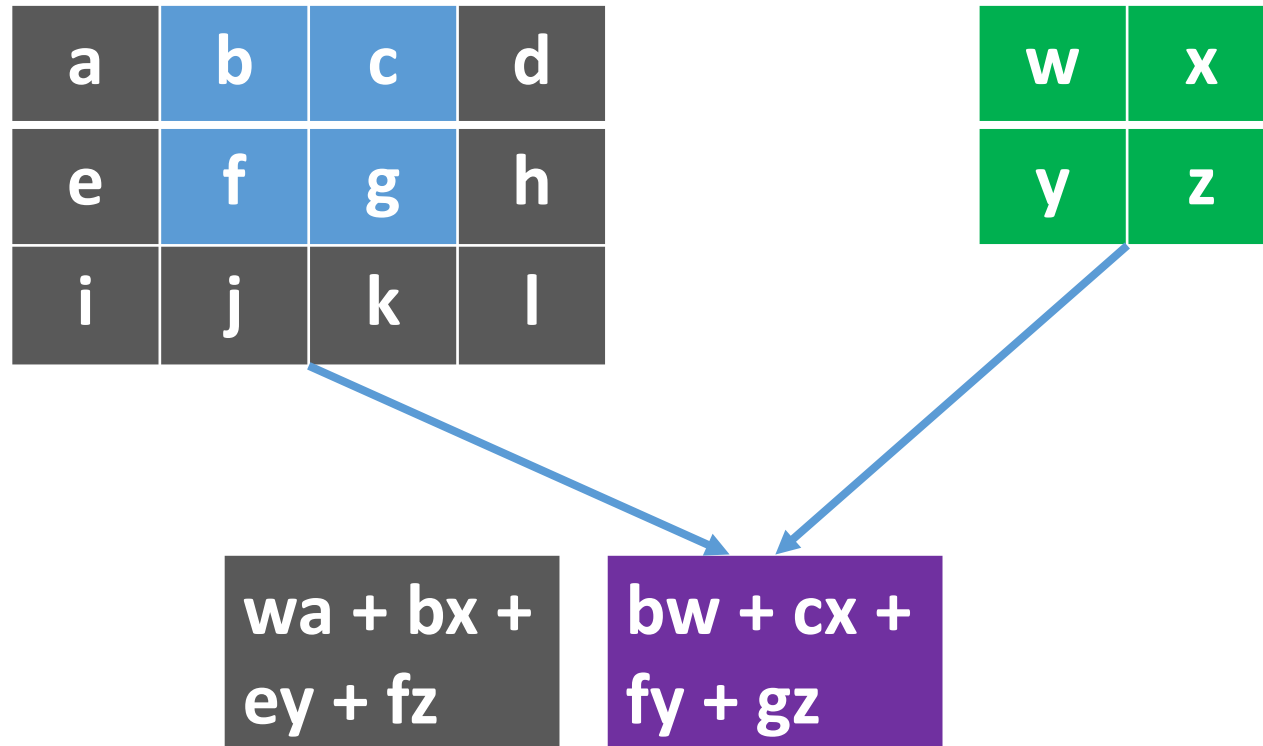 a b c d
e f g h
i j k l
w x
y z
wa + bx +
ey + fz
bw + cx +
fy + gz